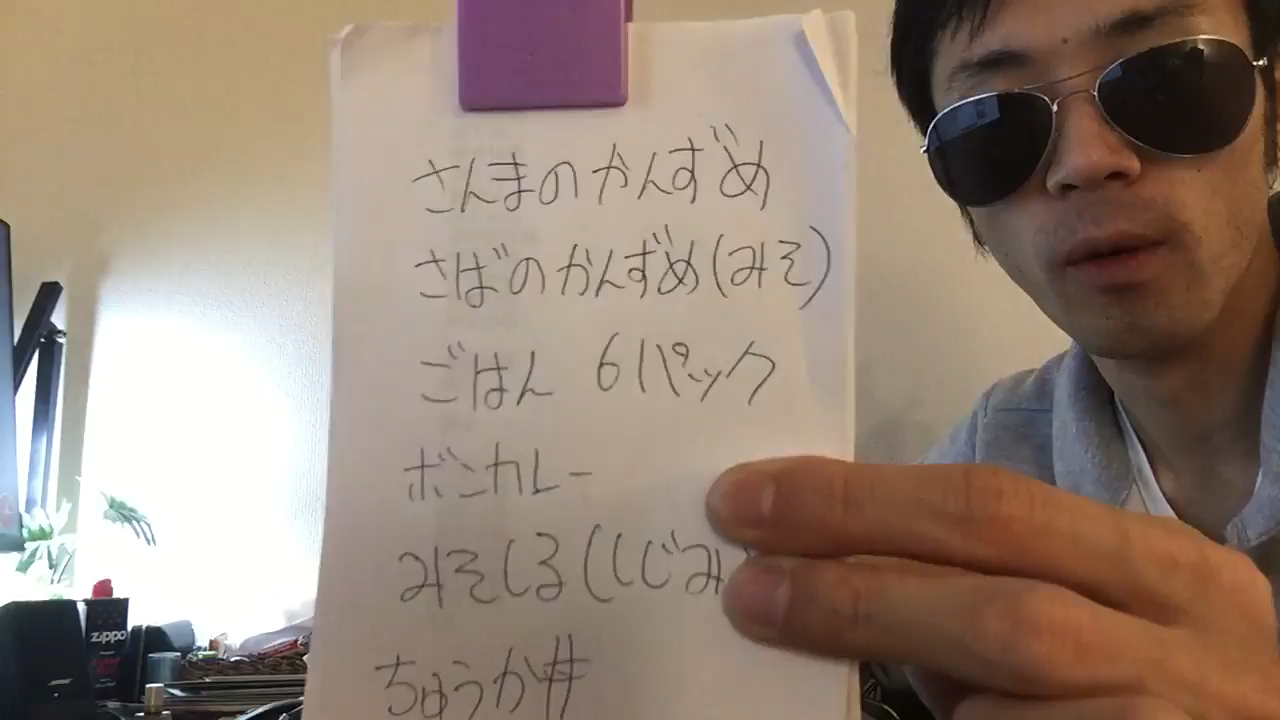 さんまのかんずめ
さばのかんずめ(みそ)
ごはん 6パック
ボンカレー
みそしる(しじみ)
ちゅうか丼
zippo